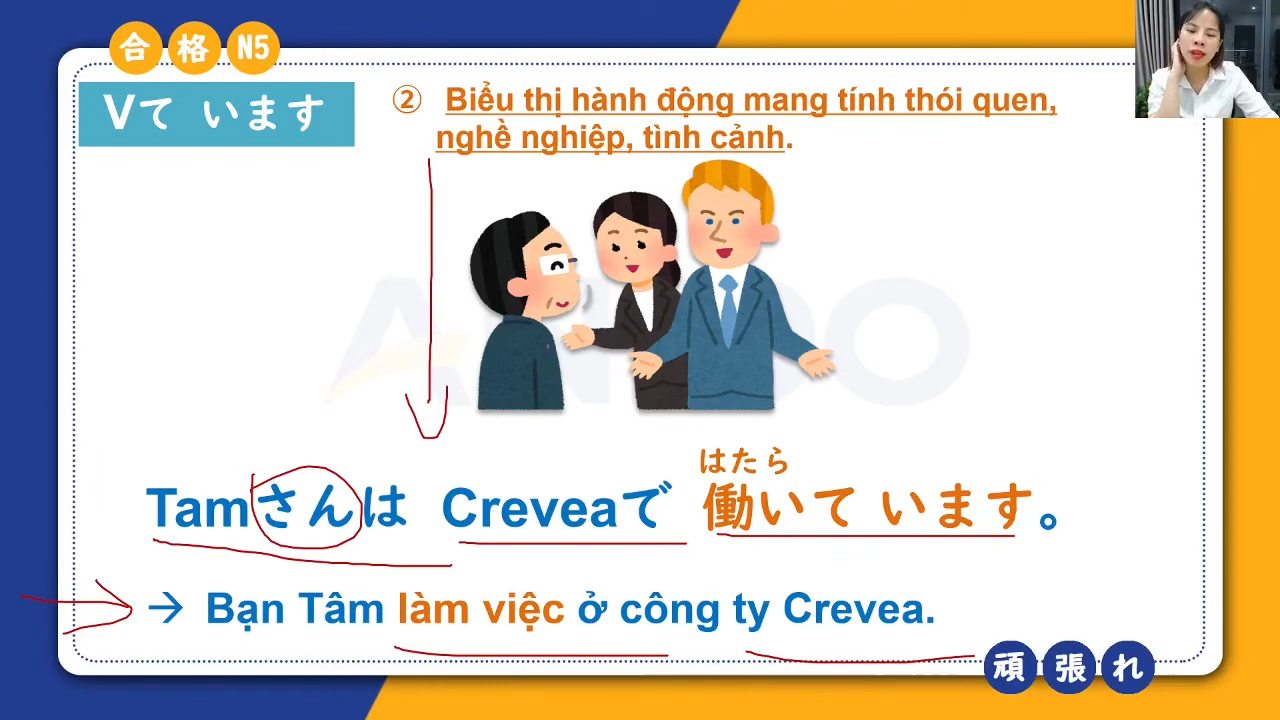 合格 N5
Vて います
② Biểu thị hành động mang tính thói quen,
nghề nghiệp, tình cảnh.
はたら
Tamさんは Creveaで 働いて います。
→ Bạn Tâm làm việc ở công ty Crevea.
頑張れ